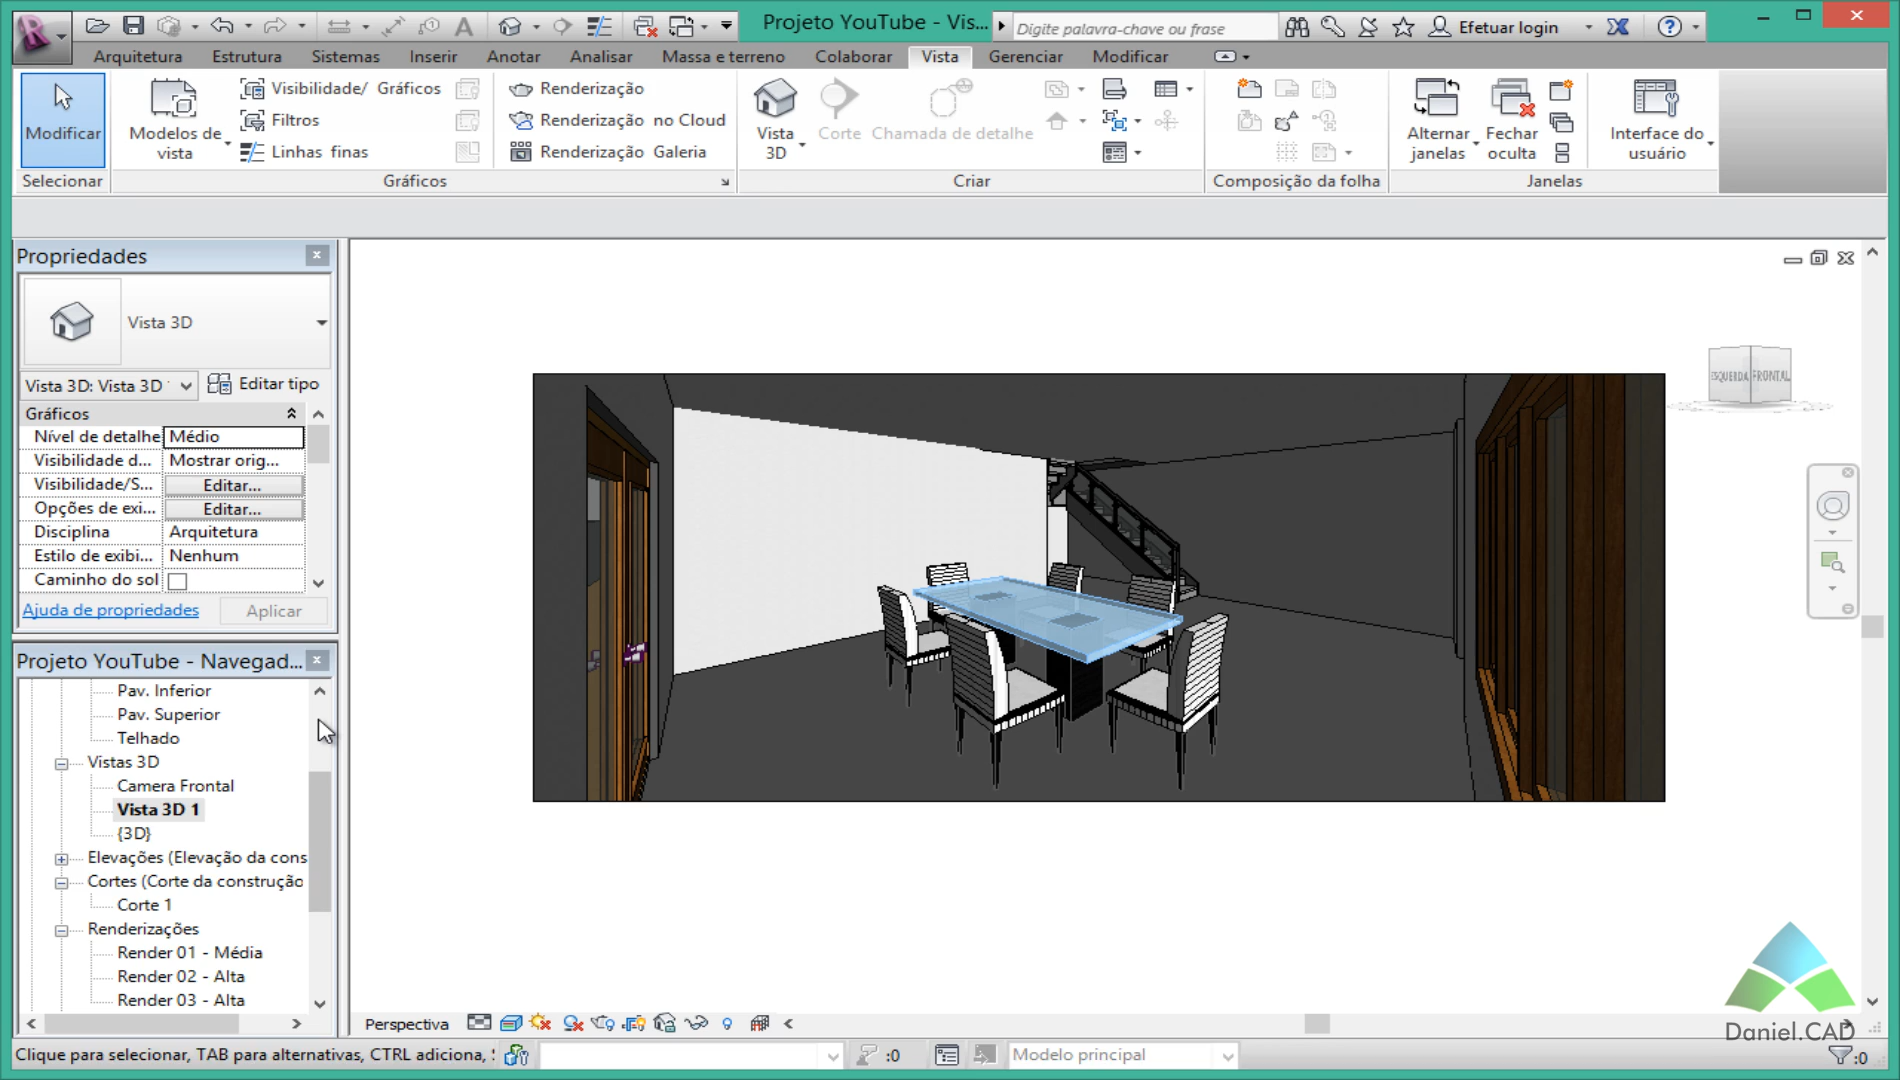 Projeto YouTube - Vis...
Digite palavra-chave ou frase
Efetuar login
Arquitetura
Estrutura
Sistemas
Inserir
Anotar
Analisar
Massa e terreno
Colaborar
Vista
Gerenciar
Modificar
Modificar
Modelos de vista
Visibilidade/ Gráficos
Filtros
Linhas finas
Renderização
Renderização no Cloud
Renderização Galeria
Vista 3D
Corte
Chamada de detalhe
Alternar janelas
Fechar oculta
Interface do usuário
Selecionar
Gráficos
Criar
Composição da folha
Janelas
Propriedades
Vista 3D
Vista 3D: Vista 3D
Editar tipo
Gráficos
Nível de detalhe Médio
Visibilidade d... Mostrar orig...
Visibilidade/S... Editar...
Opções de exi... Editar...
Disciplina Arquitetura
Estilo de exibi... Nenhum
Caminho do sol
Ajuda de propriedades
Aplicar
Projeto YouTube - Navegad...
Pav. Inferior
Pav. Superior
Telhado
Vistas 3D
Camera Frontal
Vista 3D 1
{3D}
Elevações (Elevação da cons
Cortes (Corte da construção
Corte 1
Renderizações
Render 01 - Média
Render 02 - Alta
Render 03 - Alta
ESQUERDA FRONTAL
Perspectiva
Daniel.CAD
Clique para selecionar, TAB para alternativas, CTRL adiciona,
:0
Modelo principal
:0